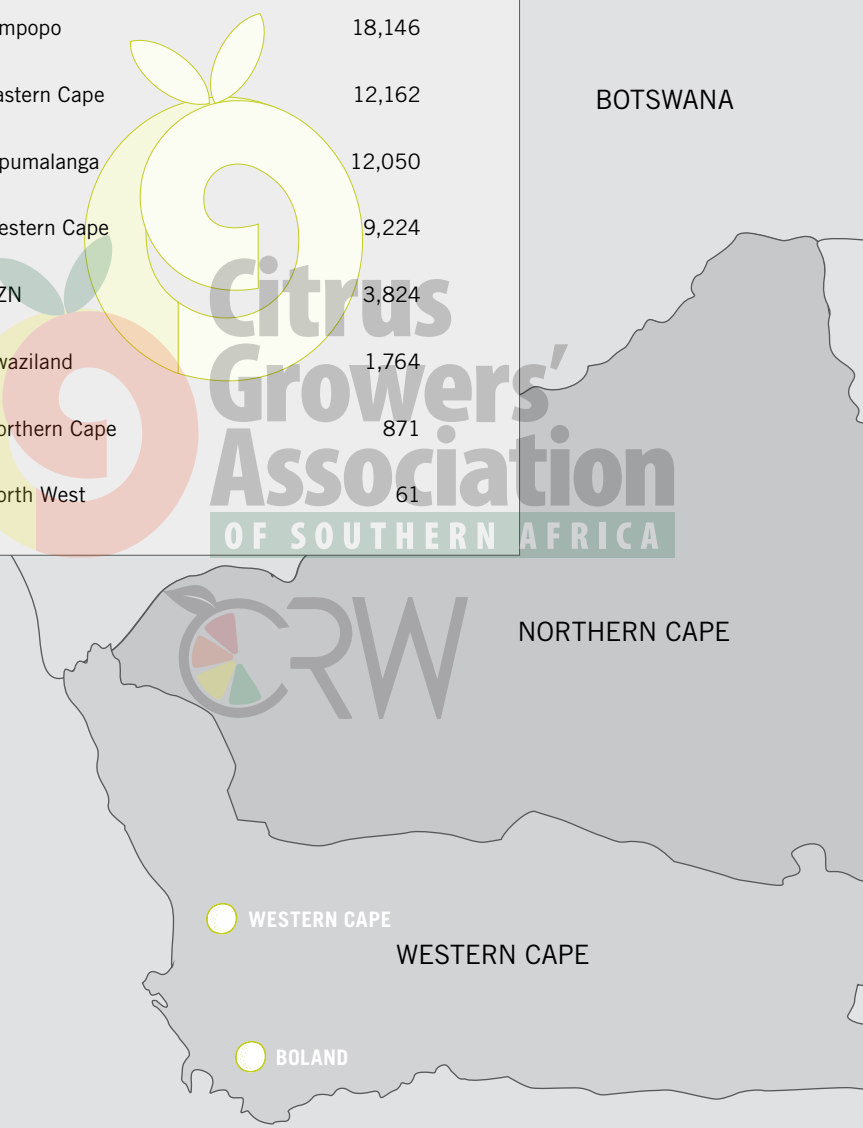 mpopo 18,146
astern Cape 12,162
pumalanga 12,050
estern Cape 9,224
ZN 3,824
waziland 1,764
orthern Cape 871
orth West 61
BOTSWANA
Citrus
Growers’
Association
OF SOUTHERN AFRICA
CRW
NORTHERN CAPE
WESTERN CAPE
WESTERN CAPE
BOLAND